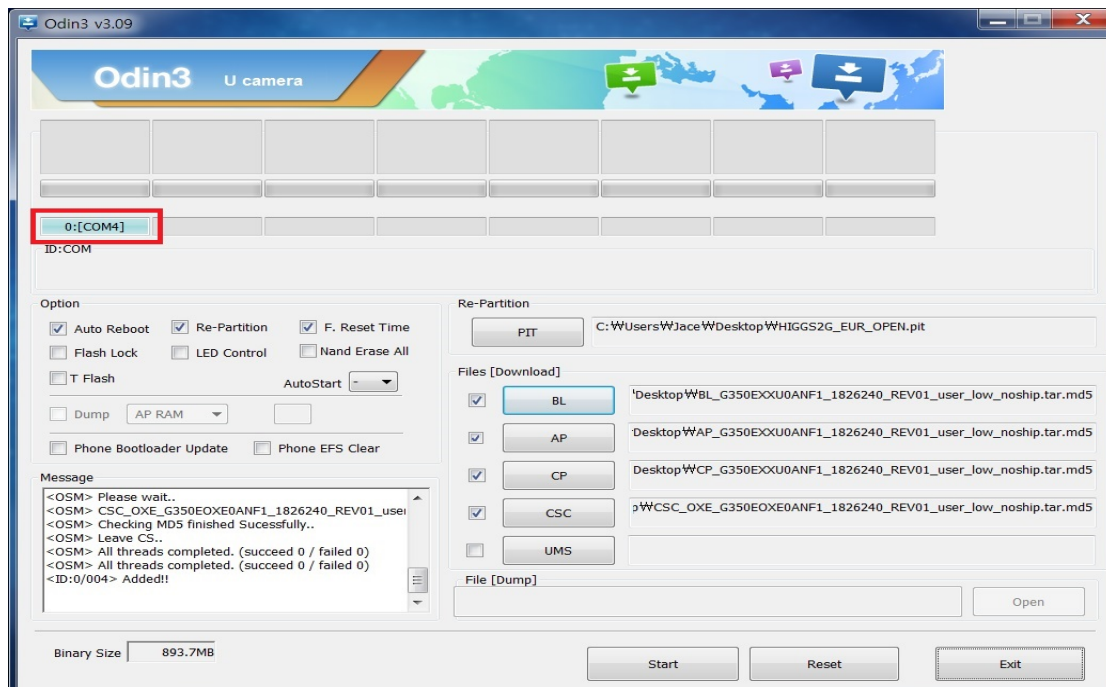 Odin3 v3.09
Odin3 U camera
0:[COM4]
ID:COM
Option
Auto Reboot Re-Partition F. Reset Time
Flash Lock LED Control Nand Erase All
T Flash AutoStart -
Dump AP RAM
Phone Bootloader Update Phone EFS Clear
Message
<OSM> Please wait..
<OSM> CSC_OXE_G350EOXE0ANF1_1826240_REV01_user
<OSM> Checking MD5 finished Sucessfully..
<OSM> Leave CS..
<OSM> All threads completed. (succeed 0 / failed 0)
<OSM> All threads completed. (succeed 0 / failed 0)
<ID:0/004> Added!!
Binary Size 893.7MB
Re-Partition
PIT C:₩Users₩Jace₩Desktop₩HIGGS2G_EUR_OPEN.pit
Files [Download]
BL Desktop₩BL_G350EXXU0ANF1_1826240_REV01_user_low_noship.tar.md5
AP Desktop₩AP_G350EXXU0ANF1_1826240_REV01_user_low_noship.tar.md5
CP Desktop₩CP_G350EXXU0ANF1_1826240_REV01_user_low_noship.tar.md5
CSC p₩CSC_OXE_G350EOXE0ANF1_1826240_REV01_user_low_noship.tar.md5
UMS
File [Dump]
Open
Start Reset Exit